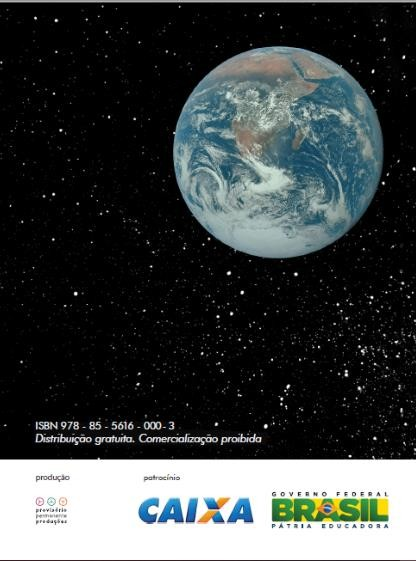 ISBN 978 - 85 - 5616 - 000 - 3
Distribuição gratuita. Comercialização proibida
produção
patrocínio
provisório
permanente
produções
CAIXA
GOVERNO FEDERAL
BRASIL
PÁTRIA EDUCADORA